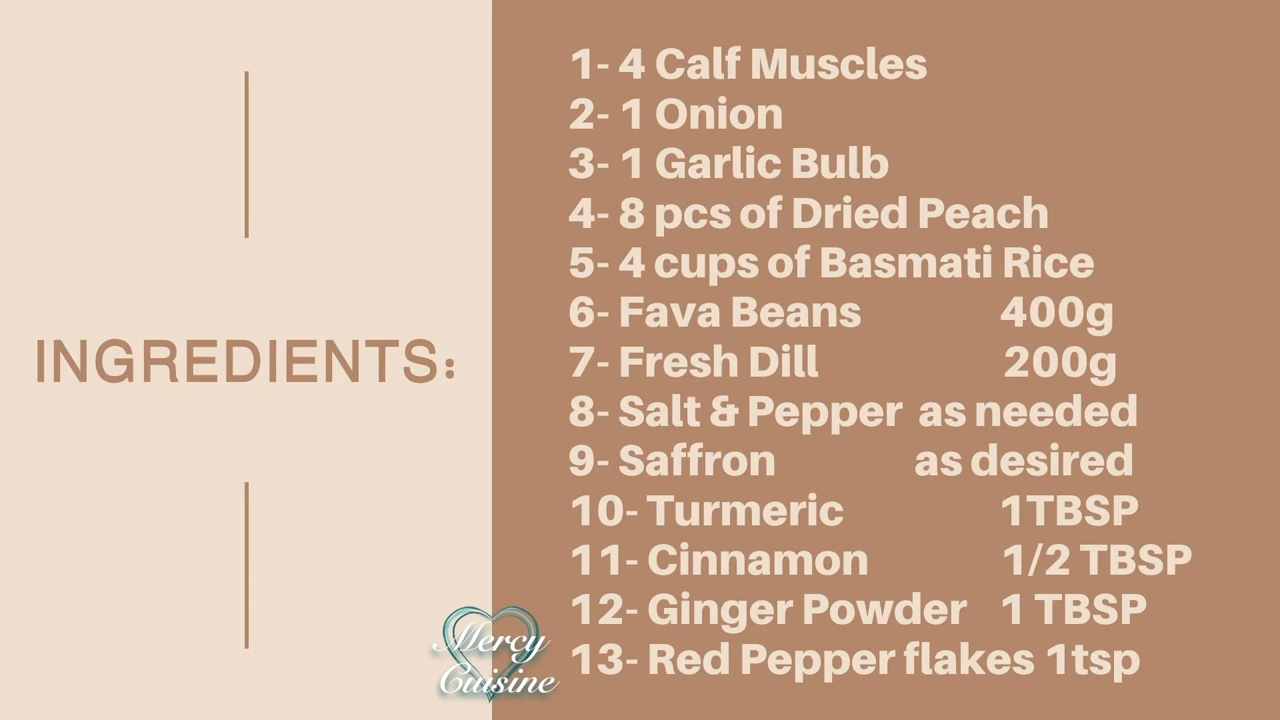 INGREDIENTS:
1- 4 Calf Muscles
2- 1 Onion
3- 1 Garlic Bulb
4- 8 pcs of Dried Peach
5- 4 cups of Basmati Rice
6- Fava Beans 400g
7- Fresh Dill 200g
8- Salt & Pepper as needed
9- Saffron as desired
10- Turmeric 1TBSP
11- Cinnamon 1/2 TBSP
12- Ginger Powder 1 TBSP
13- Red Pepper flakes 1tsp
Mercy
Cuisine